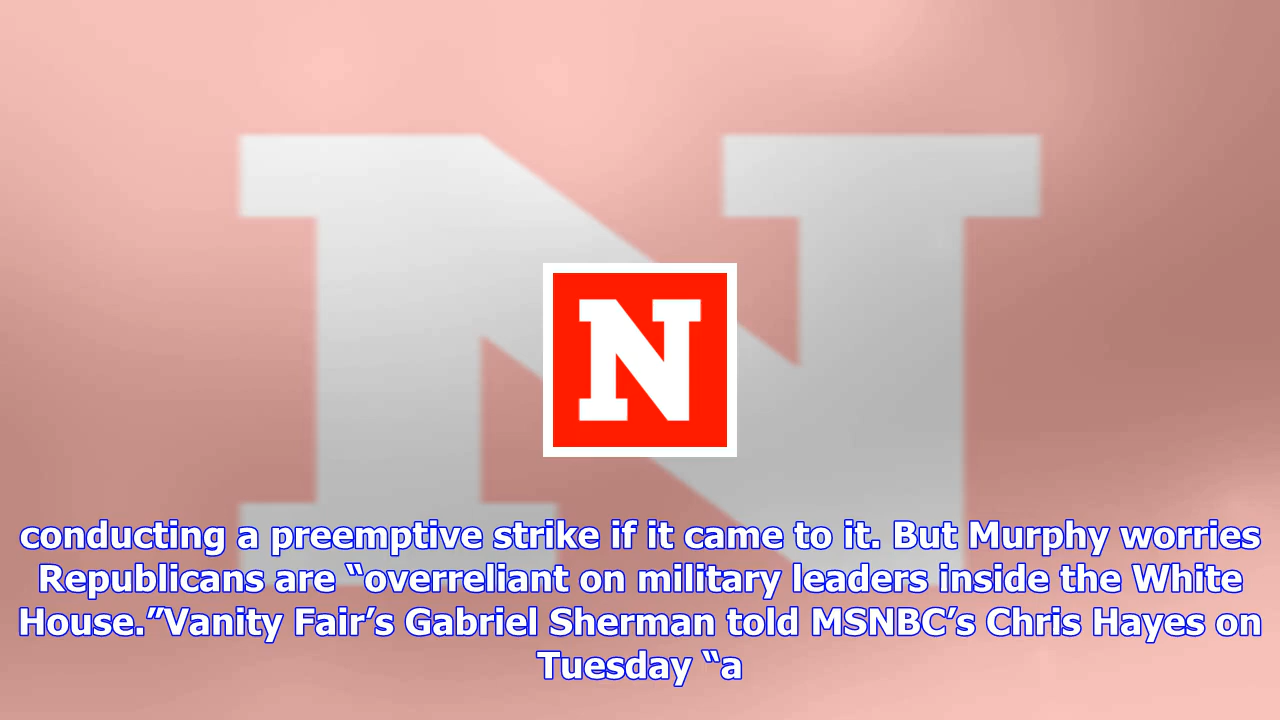 N
N
conducting a preemptive strike if it came to it. But Murphy worries
Republicans are “overreliant on military leaders inside the White
House.”Vanity Fair’s Gabriel Sherman told MSNBC’s Chris Hayes on
Tuesday “a